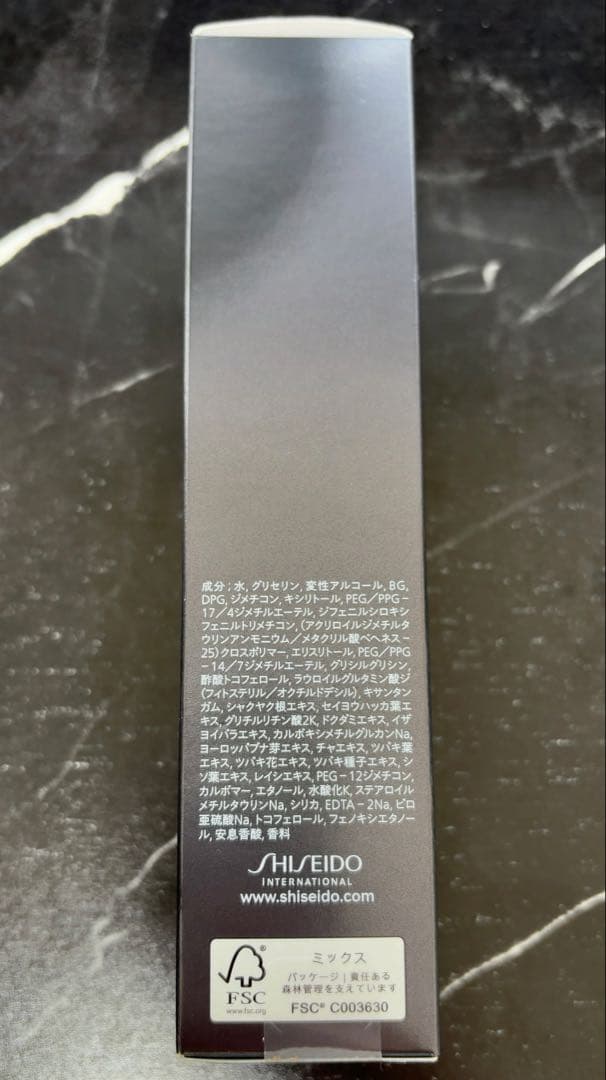 成分；水, グリセリン, 変性アルコール, BG,
DPG, ジメチコン, キシリトール, PEG／PPG－
17／4ジメチルエーテル, ジフェニルシロキシ
フェニルトリメチコン, (アクリロイルジメチルタ
ウリンアンモニウム／メタクリル酸ベヘネス－
25)クロスポリマー, エリスリトール, PEG／PPG
－14／7ジメチルエーテル, グリシルグリシン,
酢酸トコフェロール, ラウロイルグルタミン酸ジ
(フィトステリル／オクチルドデシル), キサンタン
ガム, シャクヤク根エキス, セイヨウハッカ葉エ
キス, グリチルリチン酸2K, ドクダミエキス, イザ
ヨイバラエキス, カルボキシメチルグルカンNa,
ヨーロッパブナ芽エキス, チャエキス, ツバキ葉
エキス, ツバキ花エキス, ツバキ種子エキス, シ
ソ葉エキス, レイシエキス, PEG－12ジメチコン,
カルボマー, エタノール, 水酸化K, ステアロイル
メチルタウリンNa, シリカ, EDTA－2Na, ピロ
亜硫酸Na, トコフェロール, フェノキシエタノー
ル, 安息香酸, 香料
SHISEIDO
INTERNATIONAL
www.shiseido.com
ミックス
パッケージ｜責任ある
森林管理を支えています
FSC® C003630
®
FSC
www.fsc.org